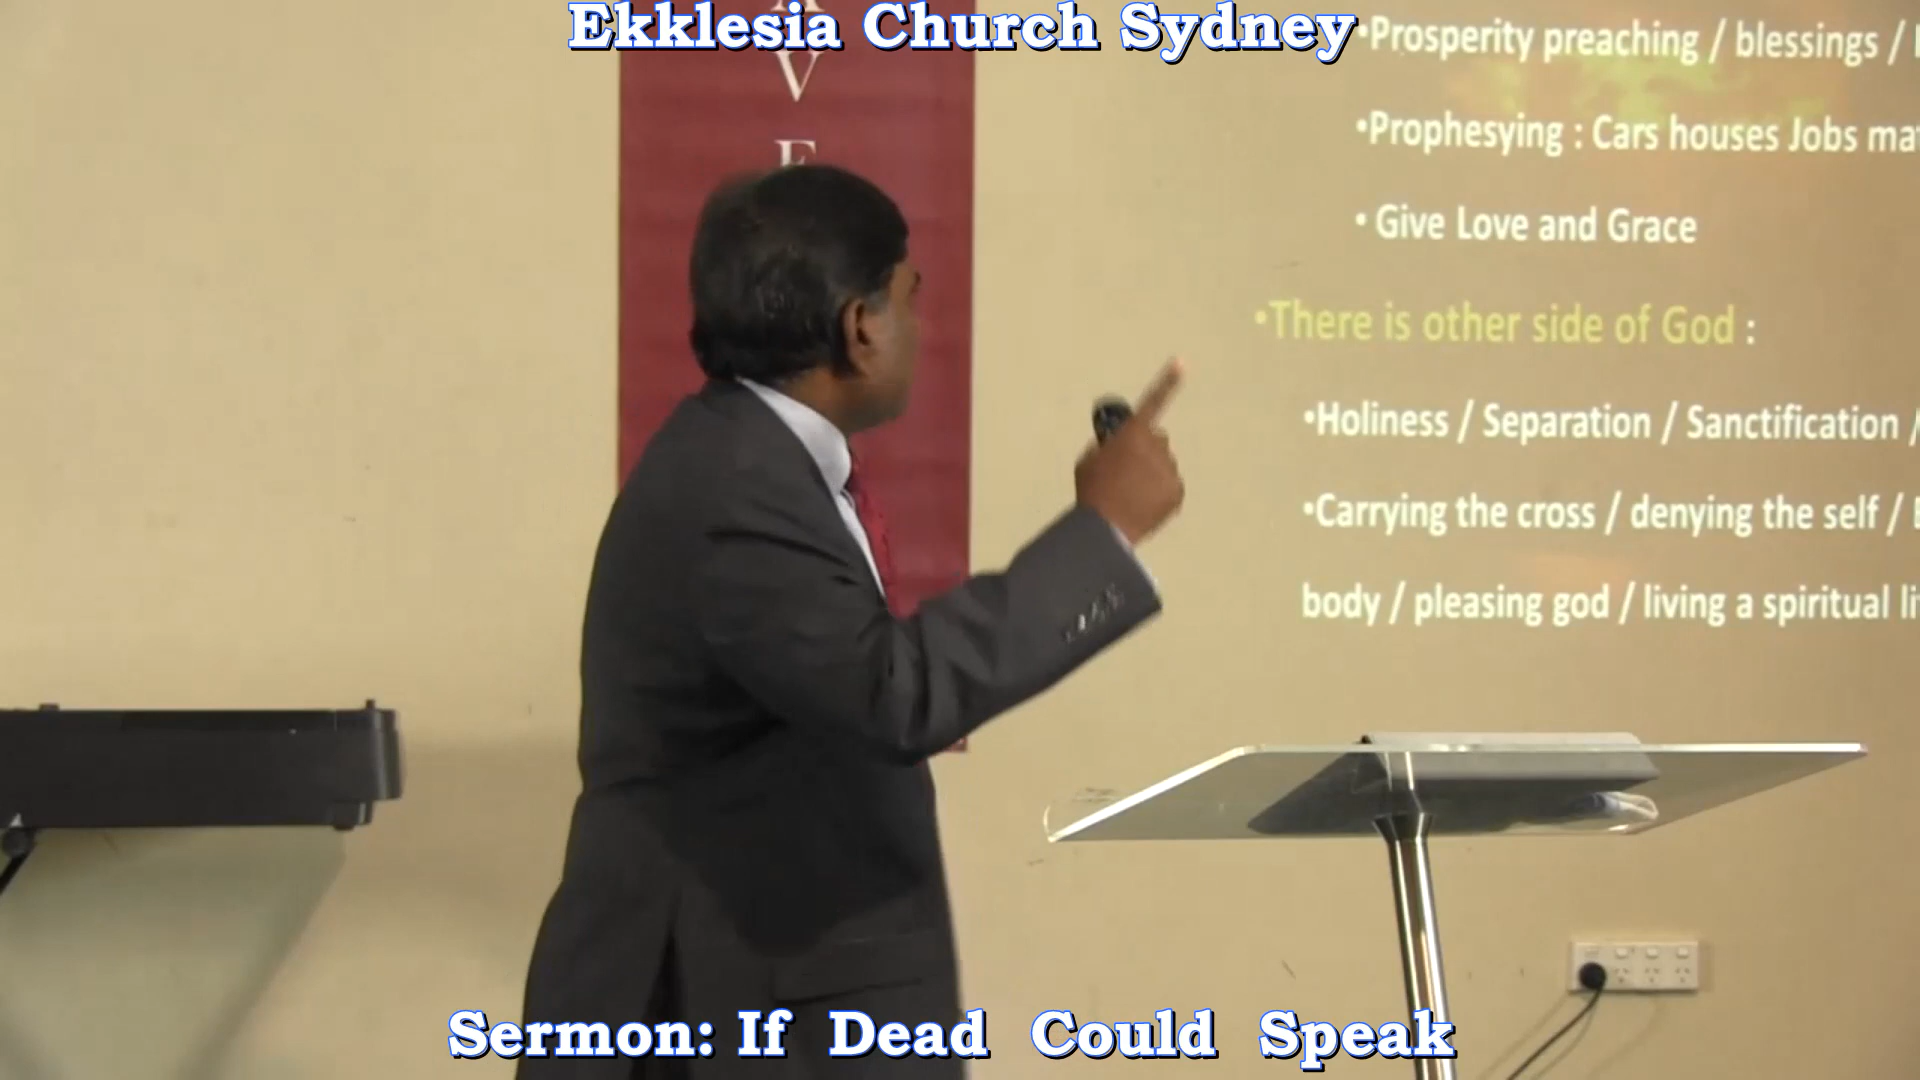 Ekklesia Church Sydney
V
E
•Prosperity preaching / blessings /
•Prophesying : Cars houses Jobs
• Give Love and Grace
•There is other side of God :
•Holiness / Separation / Sanctification /
•Carrying the cross / denying the self /
body / pleasing god / living a spiritual
Sermon: If Dead Could Speak